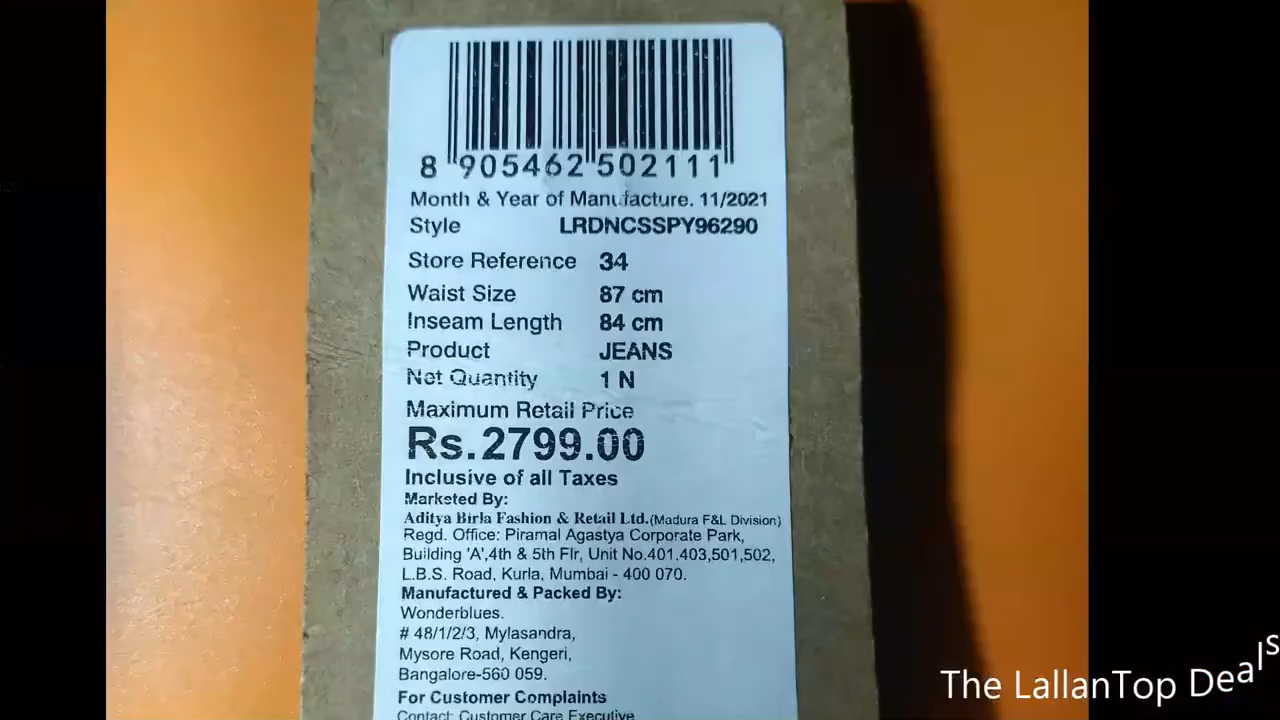 8 905462 502111
Month & Year of Manufacture. 11/2021
Style LRDNCSSPY96290
Store Reference 34
Waist Size 87 cm
Inseam Length 84 cm
Product JEANS
Net Quantity 1 N
Maximum Retail Price
Rs.2799.00
Inclusive of all Taxes
Marketed By:
Aditya Birla Fashion & Retail Ltd.(Madura F&L Division)
Regd. Office: Piramal Agastya Corporate Park,
Building 'A',4th & 5th Flr, Unit No.401,403,501,502,
L.B.S. Road, Kurla, Mumbai - 400 070.
Manufactured & Packed By:
Wonderblues.
# 48/1/2/3, Mylasandra,
Mysore Road, Kengeri,
Bangalore-560 059.
For Customer Complaints
Contact: Customer Care Executive
The LallanTop Deals